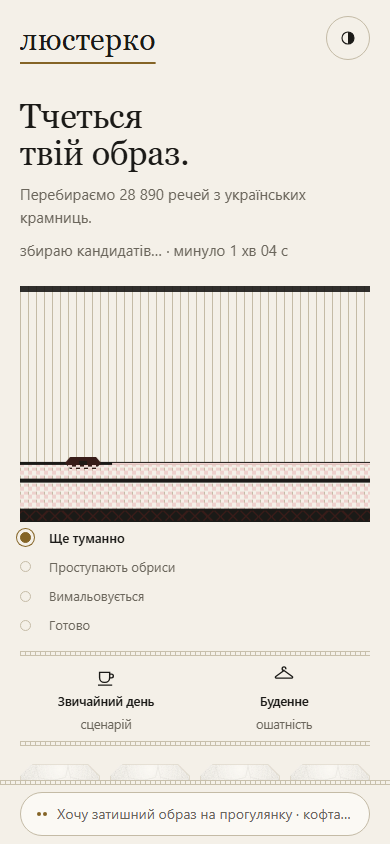 люстерко
Тчеться
твій образ.
Перебираємо 28 890 речей з українських
крамниць.
збираю кандидатів… · минуло 1 хв 04 с
Ще туманно
Проступають обриси
Вимальовується
Готово
Звичайний день
сценарій
Буденне
ошатність
Хочу затишний образ на прогулянку · кофта…